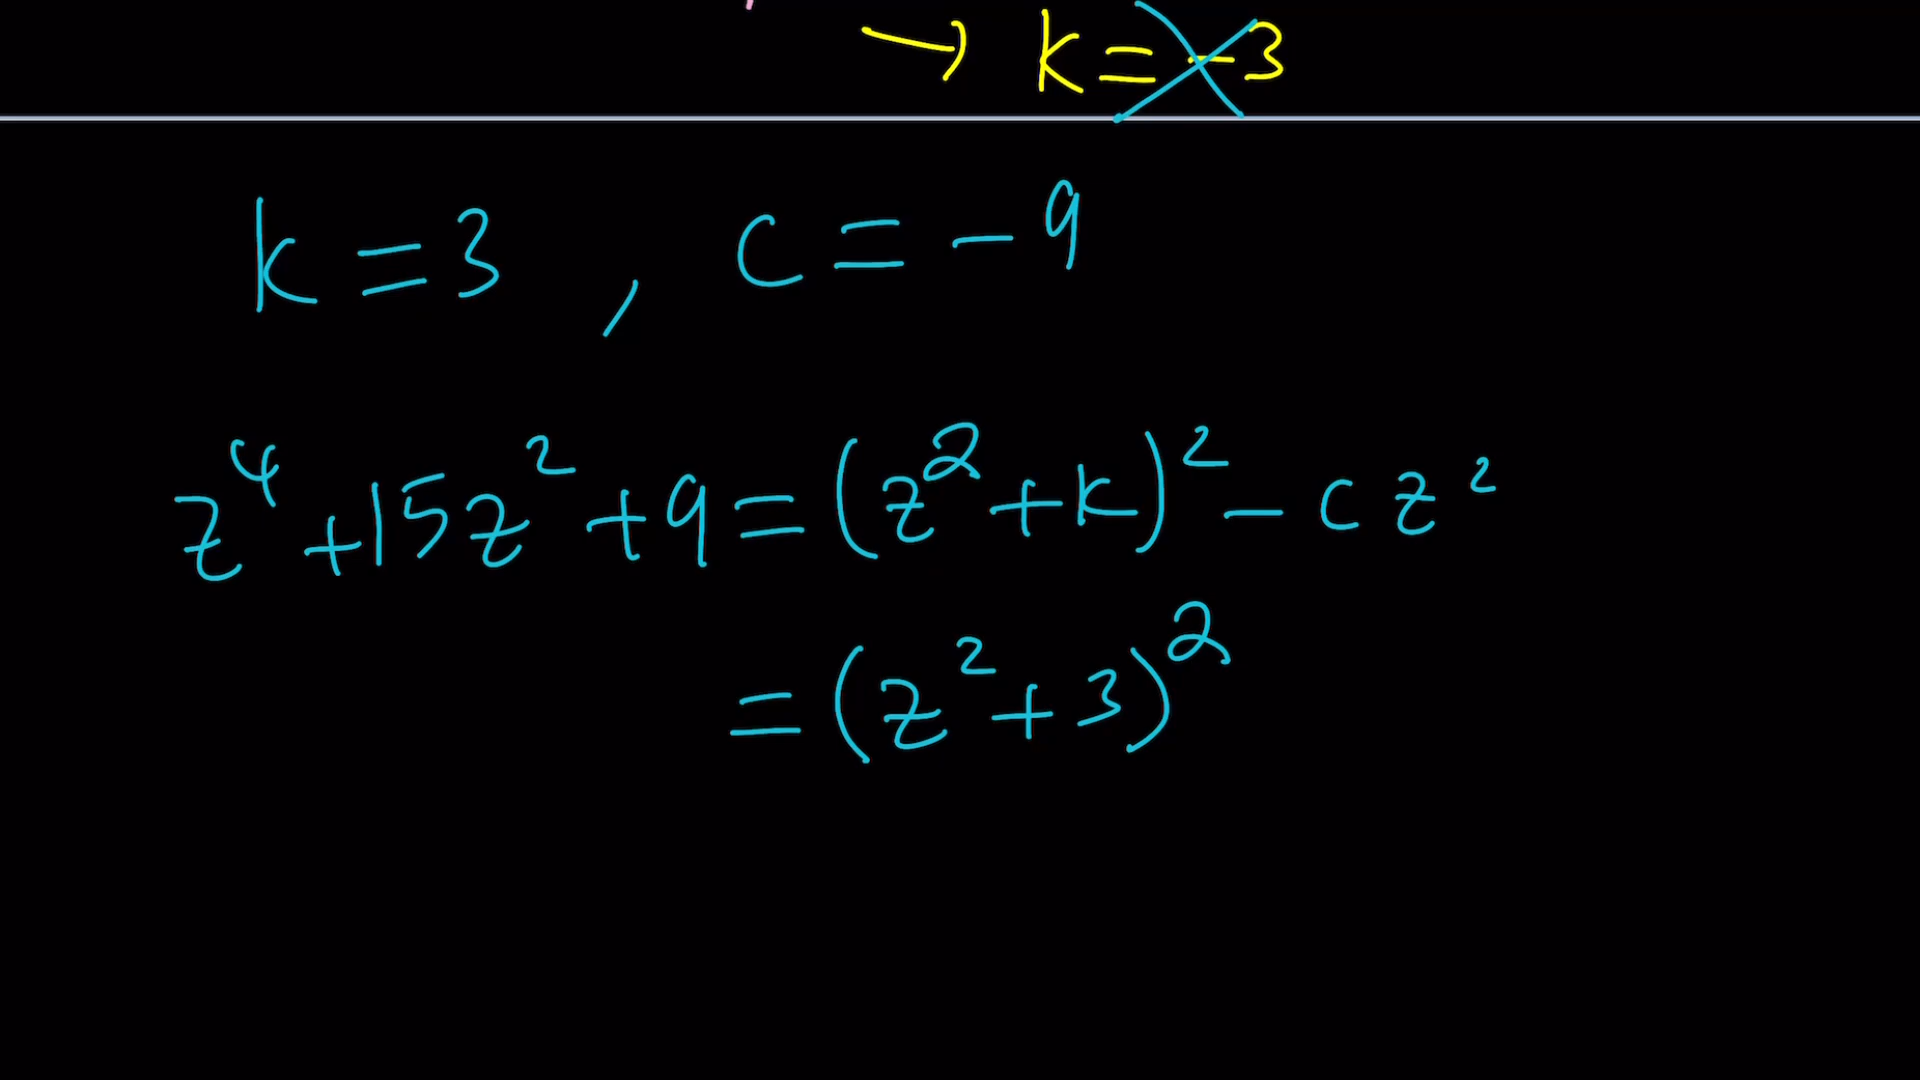 → k = -3
k = 3 , c = -9
z⁴ + 15z² + 9 = (z² + k)² - cz²
= (z² + 3)²